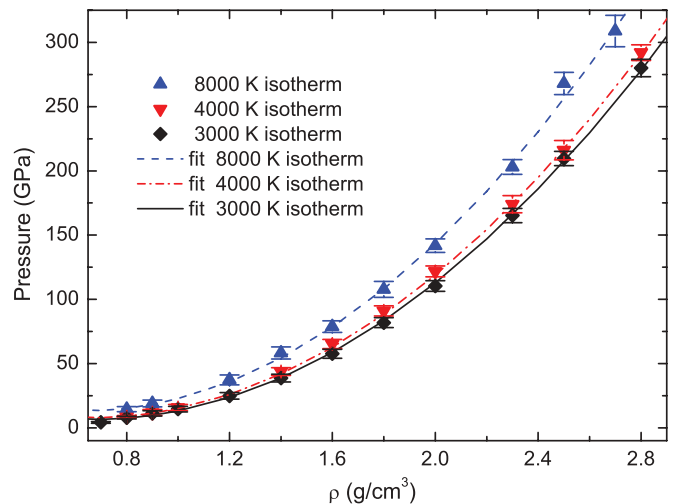 300
250
200
150
100
50
0
Pressure (GPa)
8000 K isotherm
4000 K isotherm
3000 K isotherm
fit 8000 K isotherm
fit 4000 K isotherm
fit 3000 K isotherm
0.8 1.2 1.6 2.0 2.4 2.8
ρ (g/cm³)